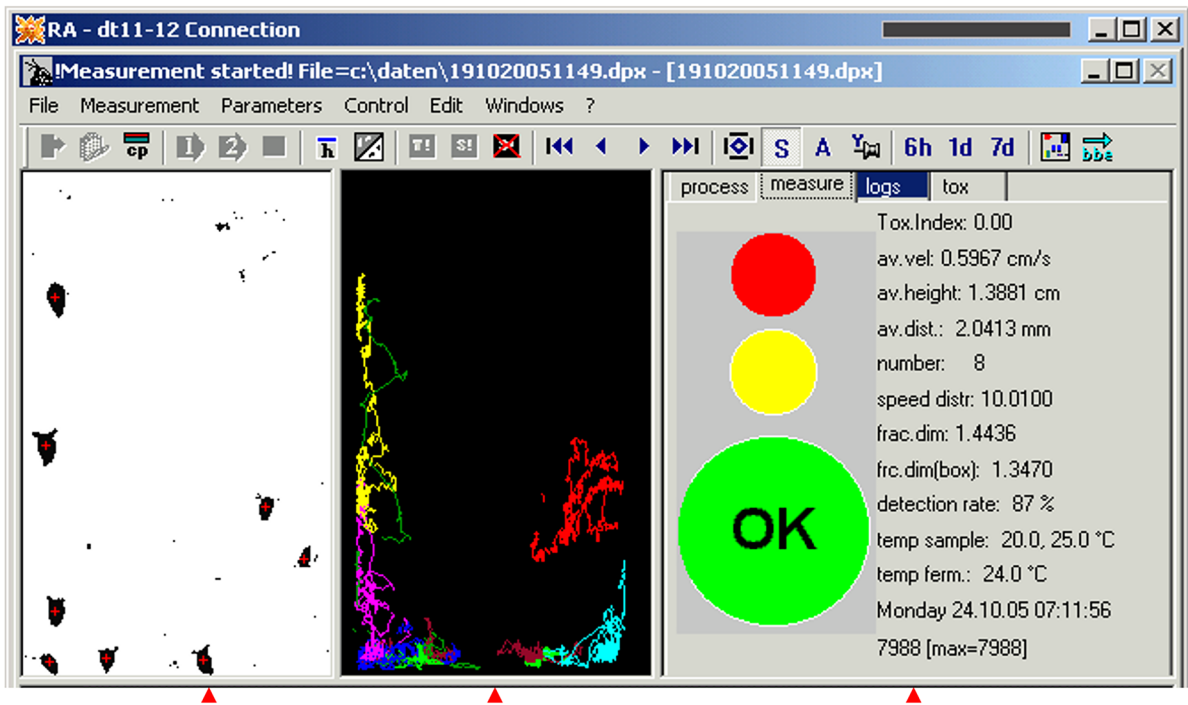 RA - dt11-12 Connection
!Measurement started! File=c:\daten\191020051149.dpx - [191020051149.dpx]
File Measurement Parameters Control Edit Windows ?
cp 1 2 h T! S! S A Y 6h 1d 7d bbe
process measure logs tox
Tox.Index: 0.00
av.vel: 0.5967 cm/s
av.height: 1.3881 cm
av.dist.: 2.0413 mm
number: 8
speed distr: 10.0100
frac.dim: 1.4436
frc.dim(box): 1.3470
detection rate: 87 %
OK
temp sample: 20.0, 25.0 °C
temp ferm.: 24.0 °C
Monday 24.10.05 07:11:56
7988 [max=7988]